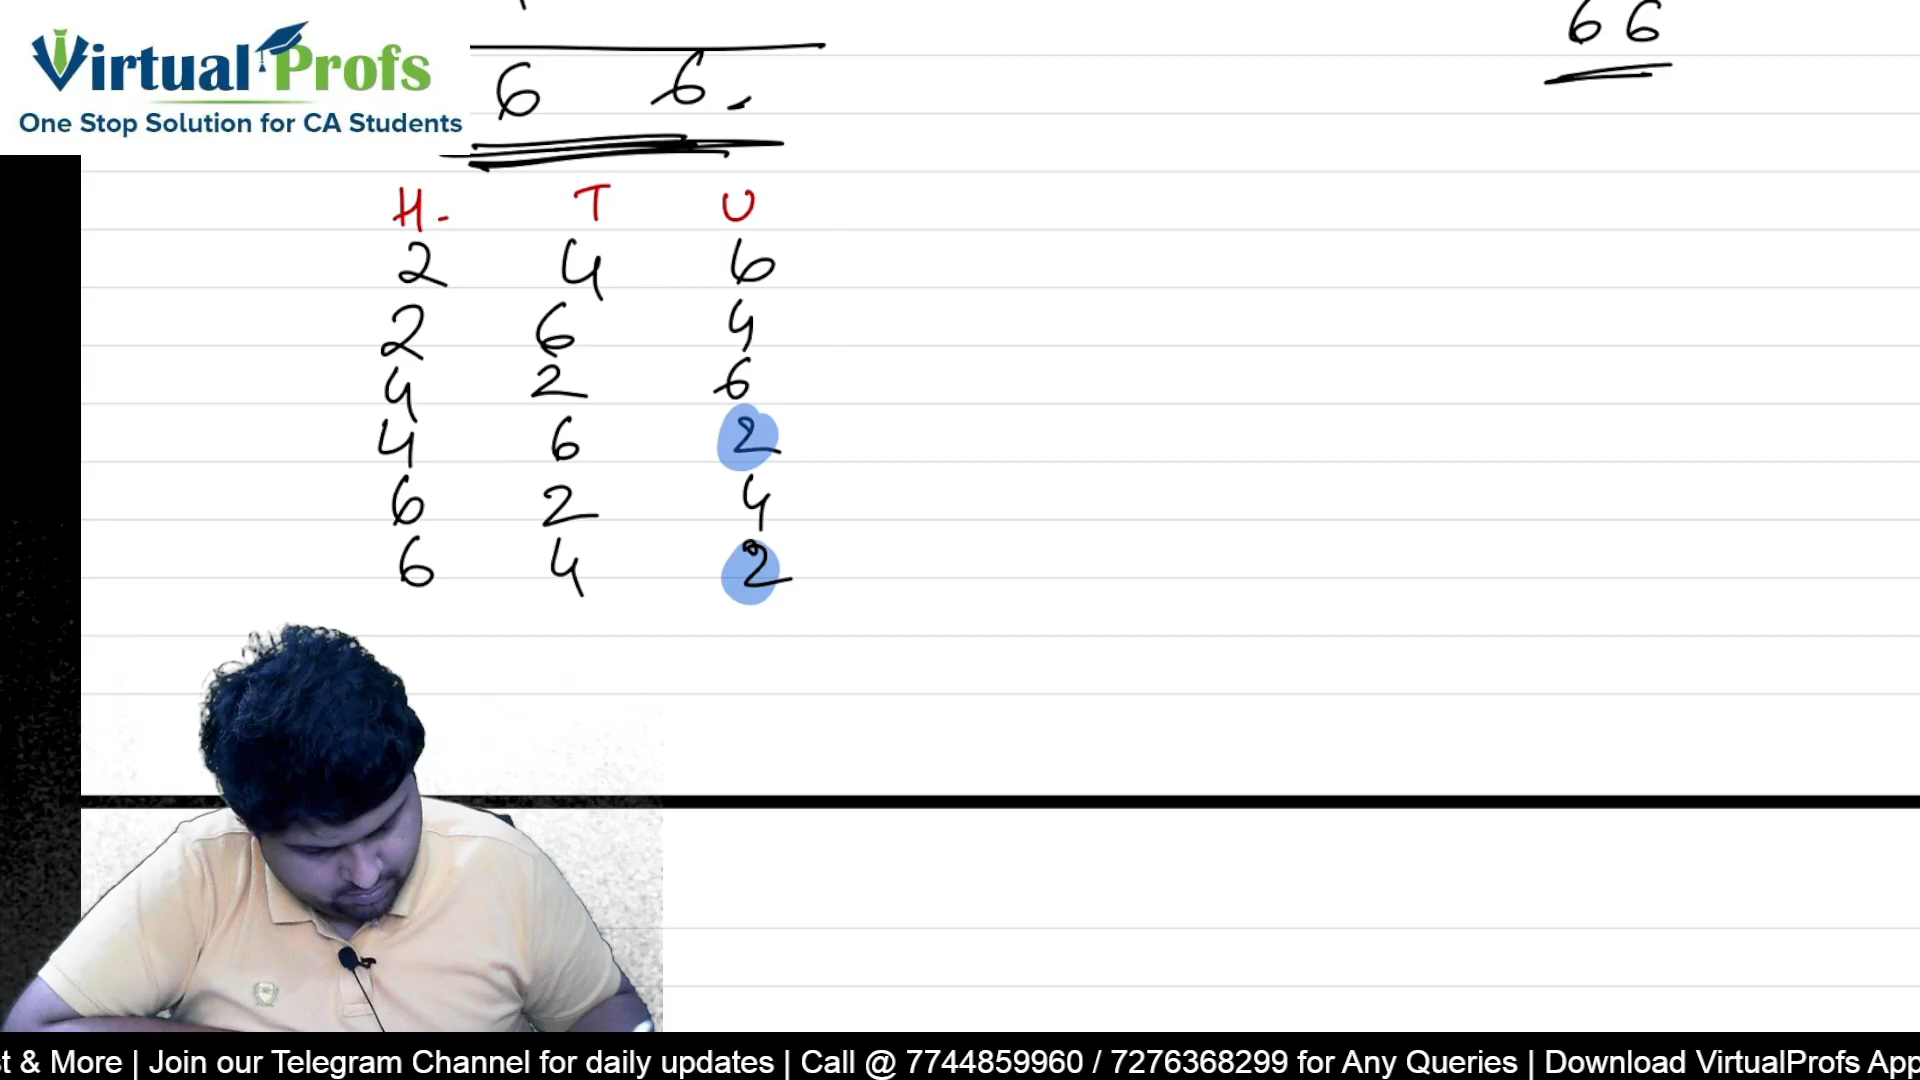 Virtual Profs
One Stop Solution for CA Students
6 6.
6 6
H. T U
2 4 6
2 6 4
4 2 6
4 6 2
6 2 4
6 4 2
t & More | Join our Telegram Channel for daily updates | Call @ 7744859960 / 7276368299 for Any Queries | Download VirtualProfs App